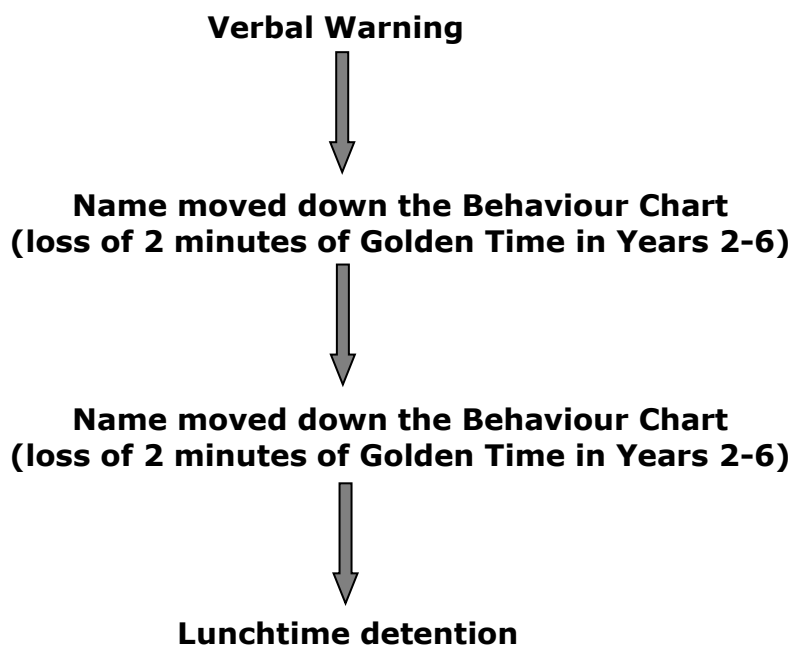 Verbal Warning
Name moved down the Behaviour Chart
(loss of 2 minutes of Golden Time in Years 2-6)
Name moved down the Behaviour Chart
(loss of 2 minutes of Golden Time in Years 2-6)
Lunchtime detention